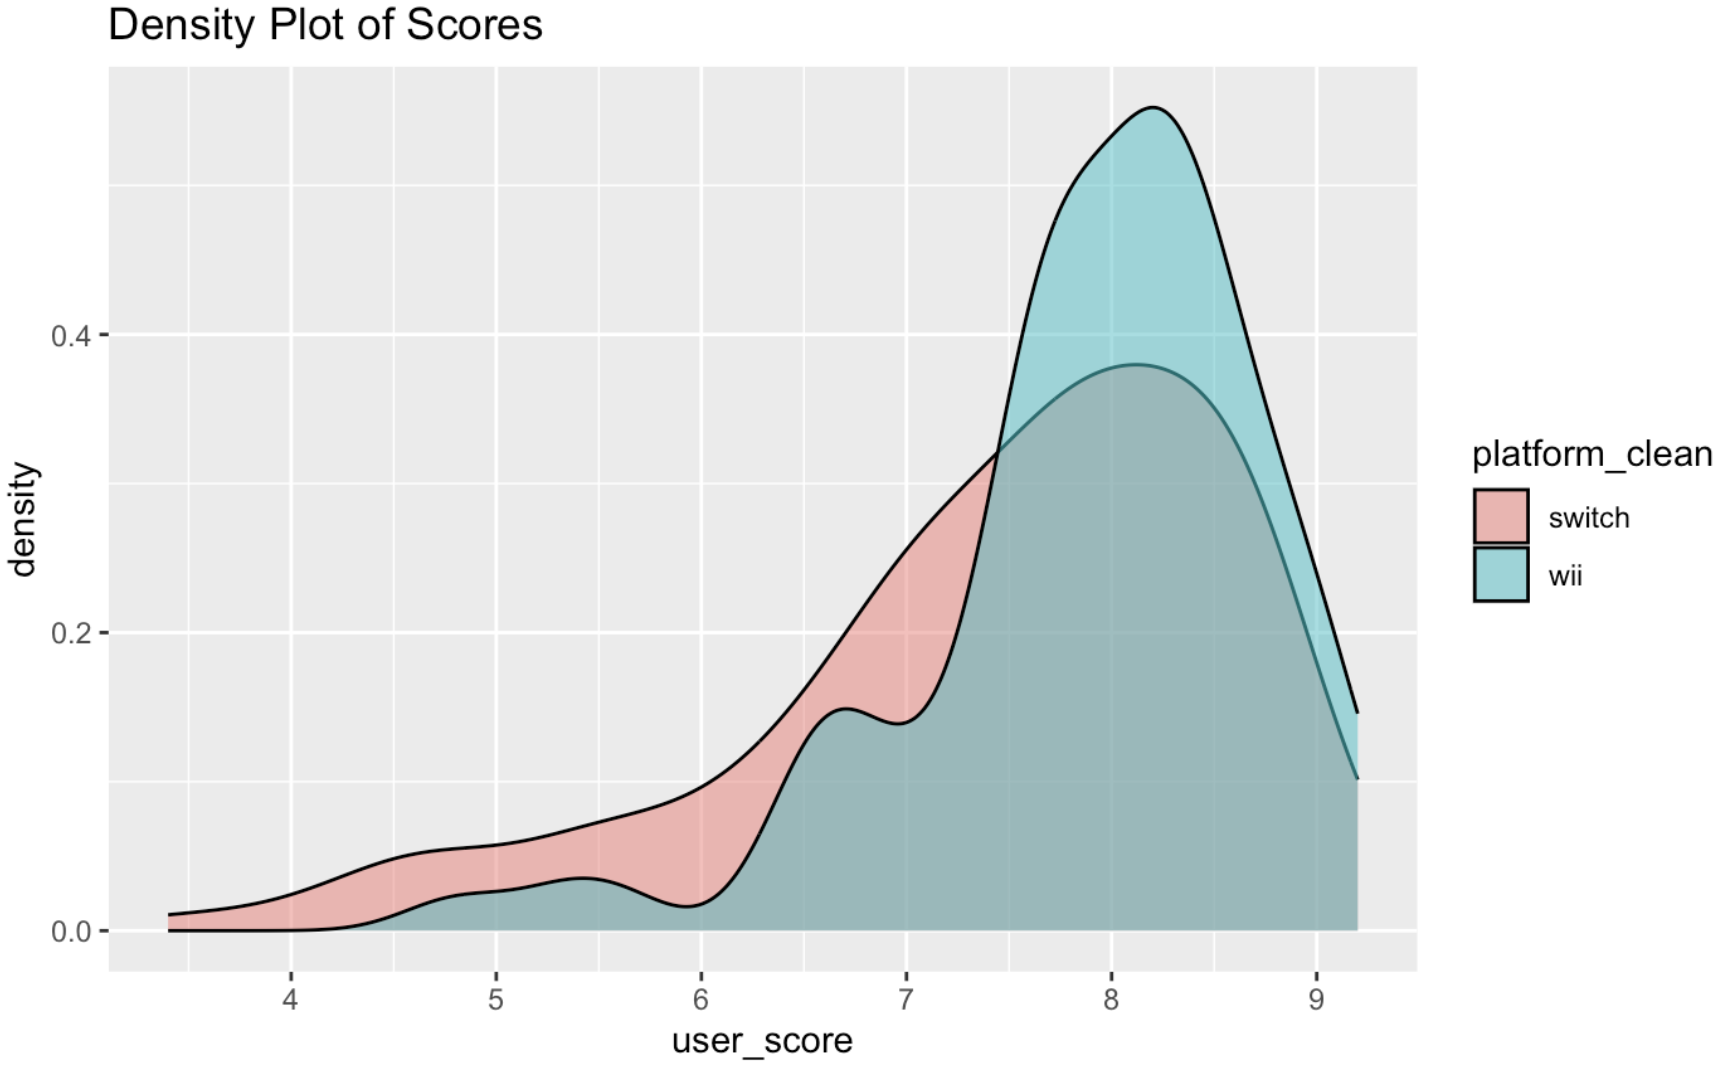 Density Plot of Scores
density
0.4
0.2
0.0
4 5 6 7 8 9
user_score
platform_clean
switch
wii